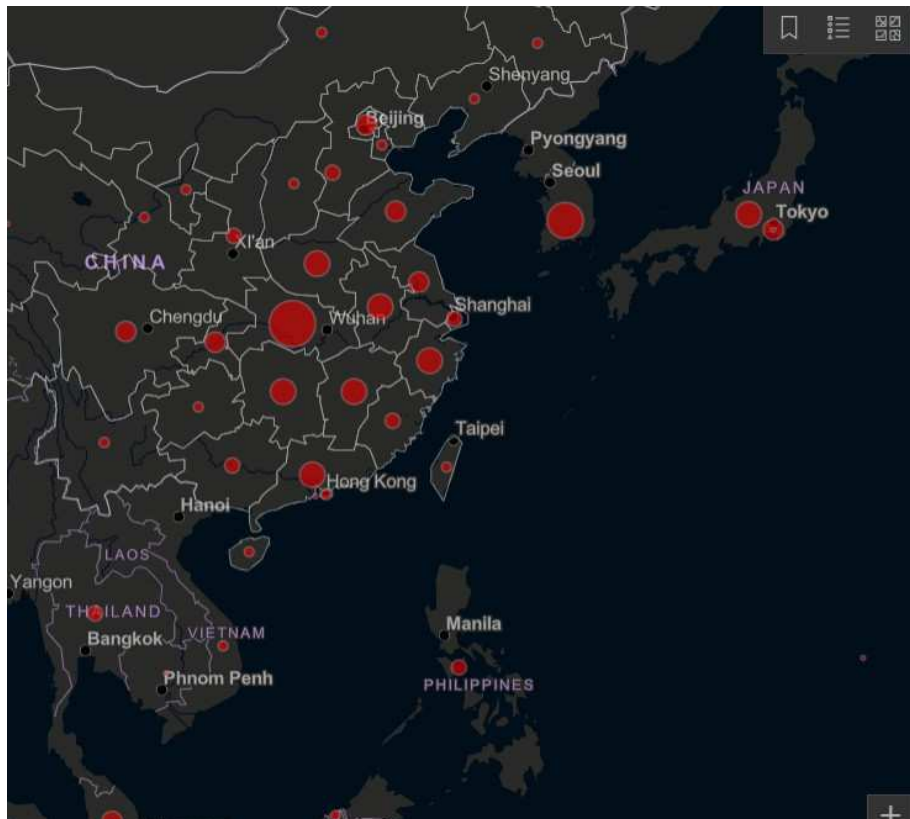 Shenyang
Beijing
Pyongyang
Seoul
JAPAN
Tokyo
XI'an
CHINA
Chengdu
Wuhan
Shanghai
Taipei
Hong Kong
Hanoi
LAOS
Yangon
THAILAND
VIETNAM
Bangkok
Manila
Phnom Penh
PHILIPPINES
+